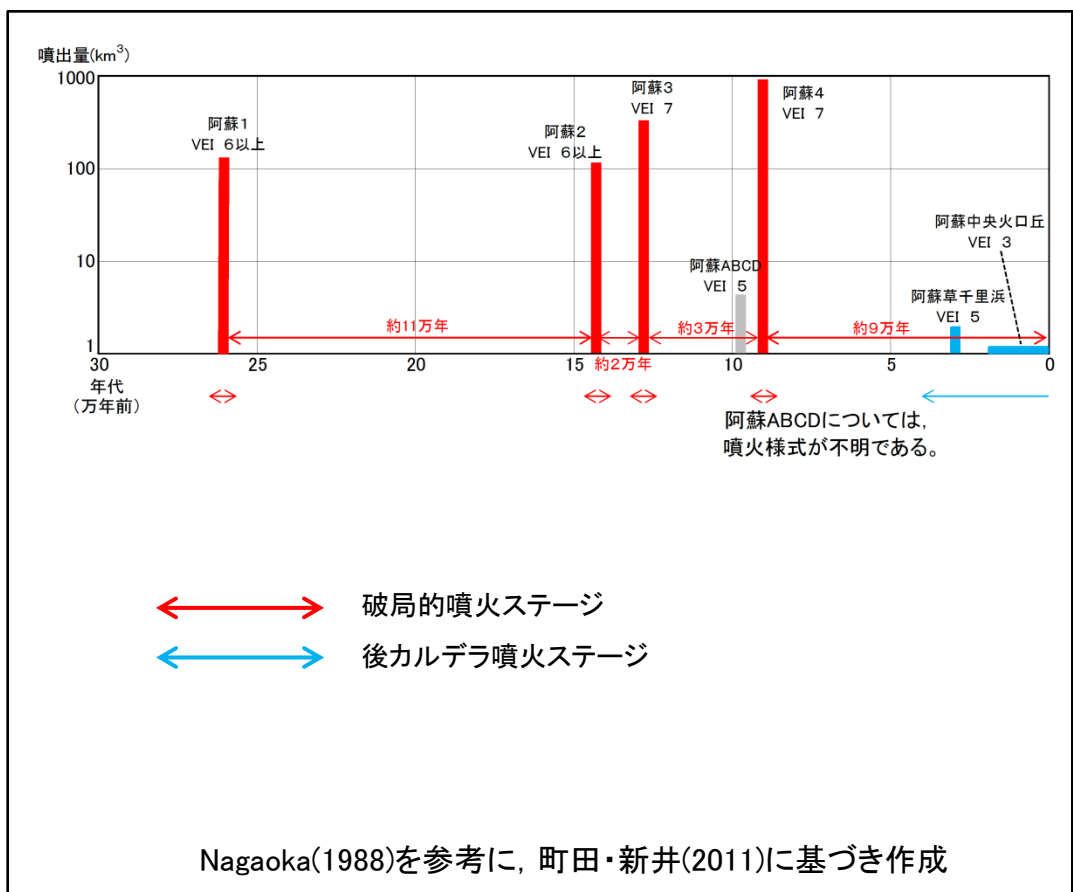 噴出量(km³)
1000
100
10
1
阿蘇1
VEI 6以上
阿蘇2
VEI 6以上
阿蘇3
VEI 7
阿蘇4
VEI 7
阿蘇ABCD
VEI 5
阿蘇中央火口丘
VEI 3
阿蘇草千里浜
VEI 5
約11万年
約2万年
約3万年
約9万年
30
25
20
15
10
5
0
年代
(万年前)
阿蘇ABCDについては,
噴火様式が不明である。
破局的噴火ステージ
後カルデラ噴火ステージ
Nagaoka(1988)を参考に, 町田・新井(2011)に基づき作成